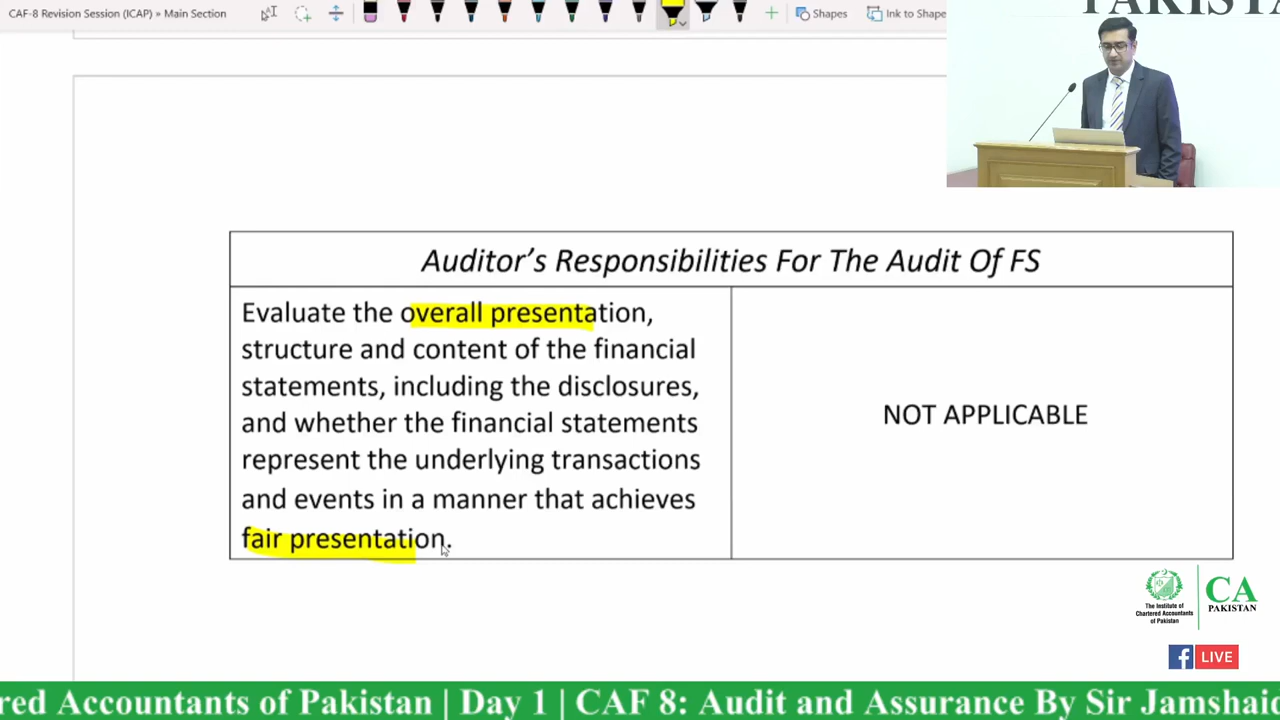 CAF-8 Revision Session (ICAP) » Main Section
Shapes
Ink to Shape
Auditor's Responsibilities For The Audit Of FS
Evaluate the overall presentation,
structure and content of the financial
statements, including the disclosures,
and whether the financial statements
represent the underlying transactions
and events in a manner that achieves
fair presentation.
NOT APPLICABLE
The Institute of
Chartered Accountants
of Pakistan
CA
PAKISTAN
f LIVE
red Accountants of Pakistan | Day 1 | CAF 8: Audit and Assurance By Sir Jamshaid